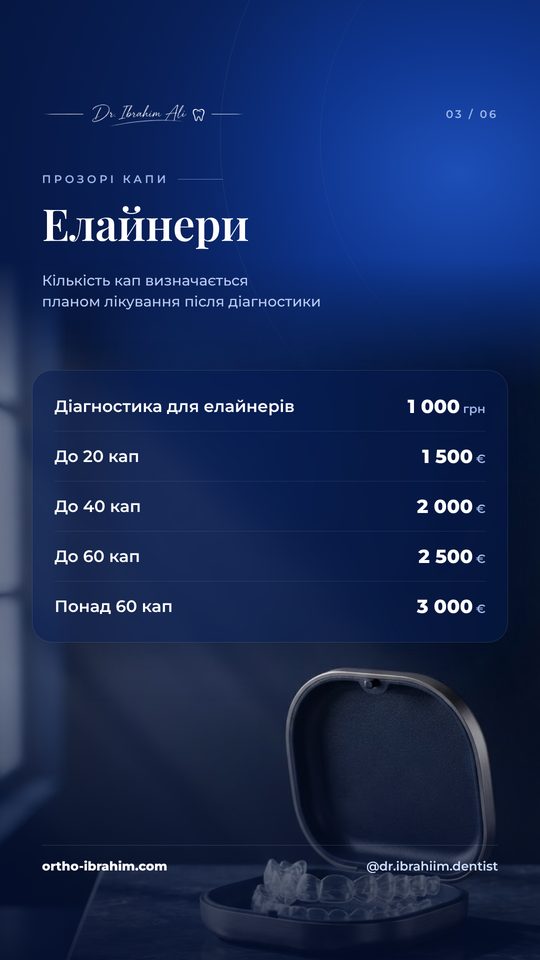 Dr. Ibrahim Ali
03 / 06
ПРОЗОРІ КАПИ
Елайнери
Кількість кап визначається
планом лікування після діагностики
Діагностика для елайнерів 1 000 грн
До 20 кап 1 500 €
До 40 кап 2 000 €
До 60 кап 2 500 €
Понад 60 кап 3 000 €
ortho-ibrahim.com @dr.ibrahiim.dentist